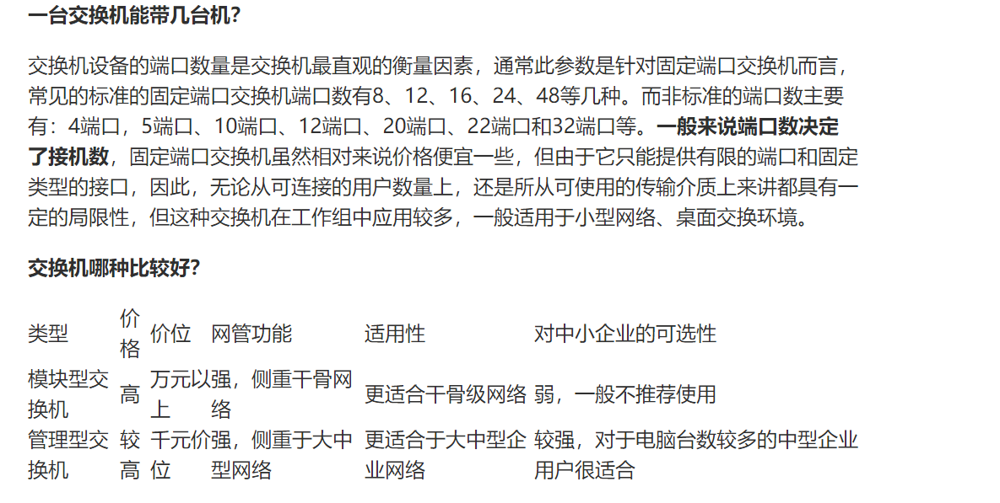 一台交换机能带几台机？
交换机设备的端口数量是交换机最直观的衡量因素，通常此参数是针对固定端口交换机而言，
常见的标准的固定端口交换机端口数有8、12、16、24、48等几种。而非标准的端口数主要
有：4端口，5端口、10端口、12端口、20端口、22端口和32端口等。一般来说端口数决定
了接机数，固定端口交换机虽然相对来说价格便宜一些，但由于它只能提供有限的端口和固定
类型的接口，因此，无论从可连接的用户数量上，还是所从可使用的传输介质上来讲都具有一
定的局限性，但这种交换机在工作组中应用较多，一般适用于小型网络、桌面交换环境。
交换机哪种比较好？
类型 价格 价位 网管功能 适用性 对中小企业的可选性
模块型交 高 万元以 强，侧重干骨网 更适合干骨级网络 弱，一般不推荐使用
换机 上 络
管理型交 较 千元价 强，侧重于大中 更适合于大中型企 较强，对于电脑台数较多的中型企业
换机 高 位 型网络 业网络 用户很适合